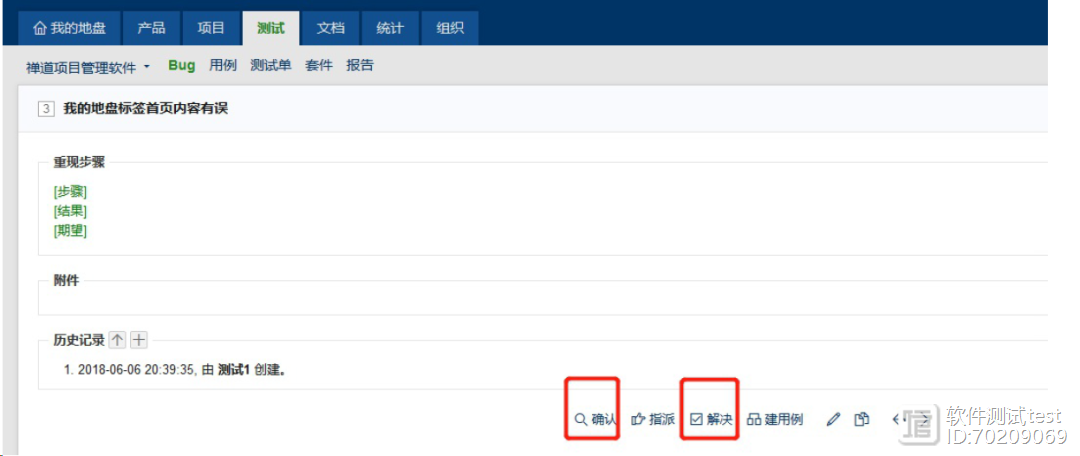 我的地盘 产品 项目 测试 文档 统计 组织
禅道项目管理软件 Bug 用例 测试单 套件 报告
3 我的地盘标签首页内容有误
重现步骤
[步骤]
[结果]
[期望]
附件
历史记录
1. 2018-06-06 20:39:35, 由 测试1 创建。
确认 指派 解决 建用例
软件测试test
ID:70209069